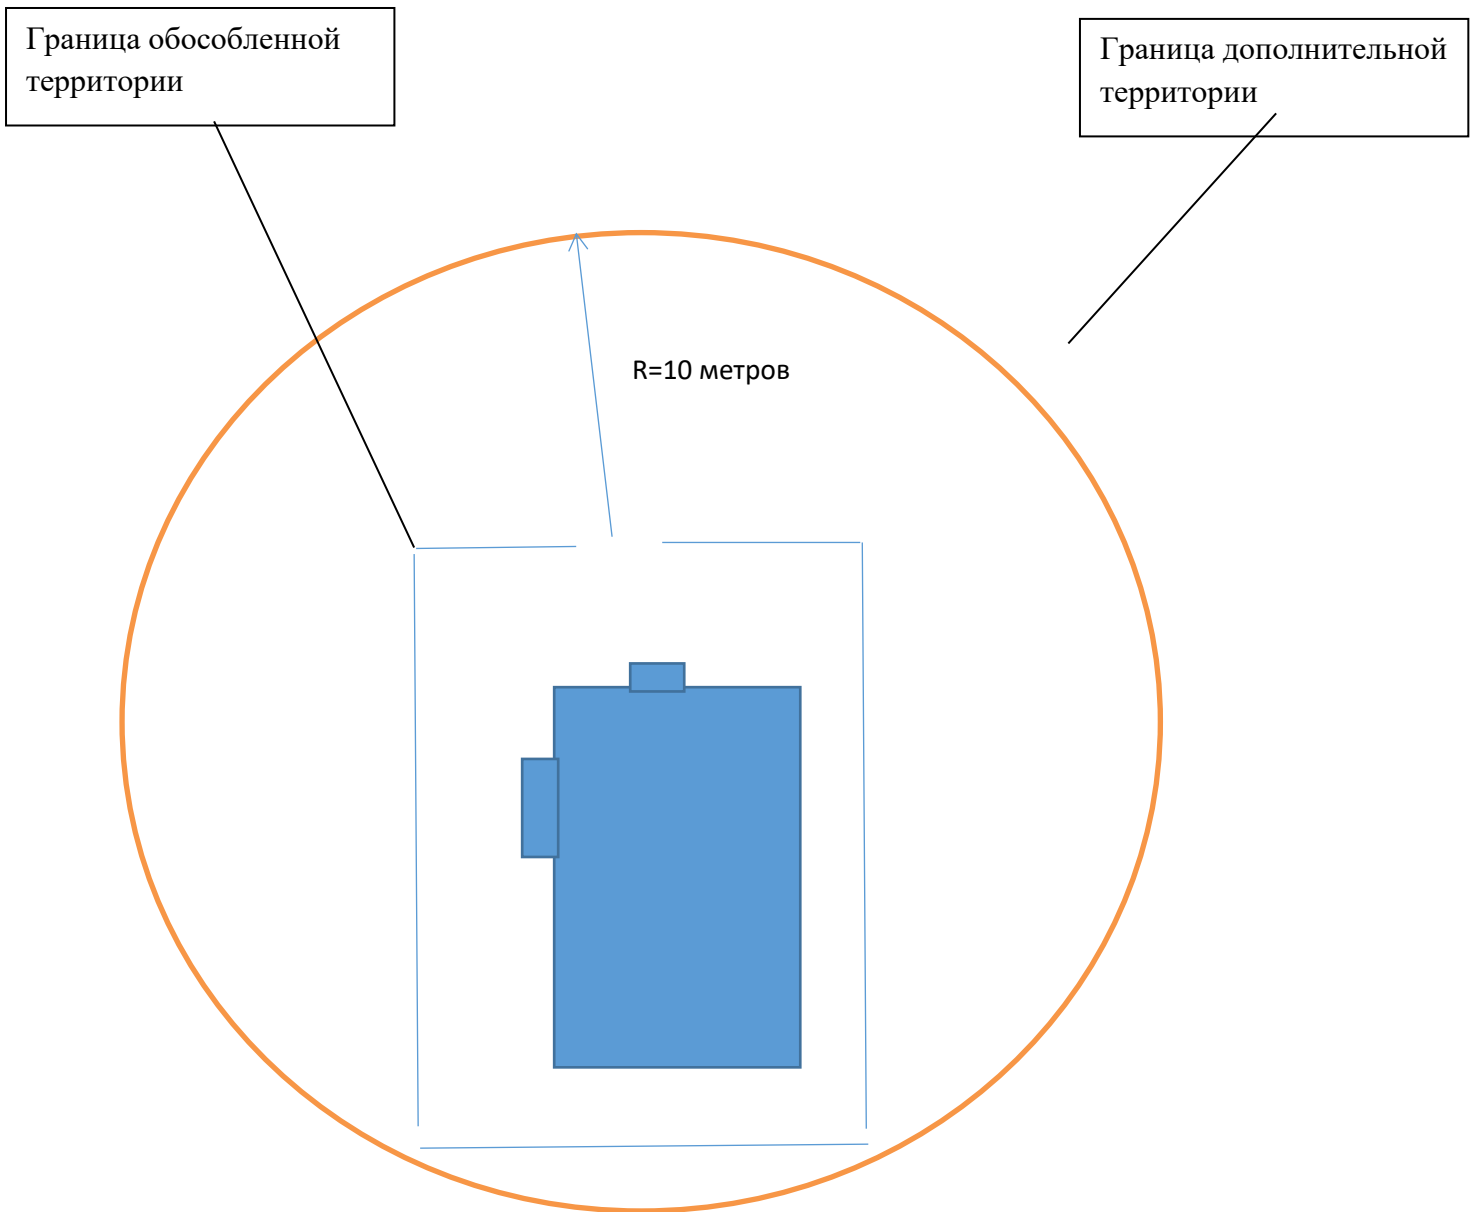 Граница обособленной
территории
Граница дополнительной
территории
R=10 метров